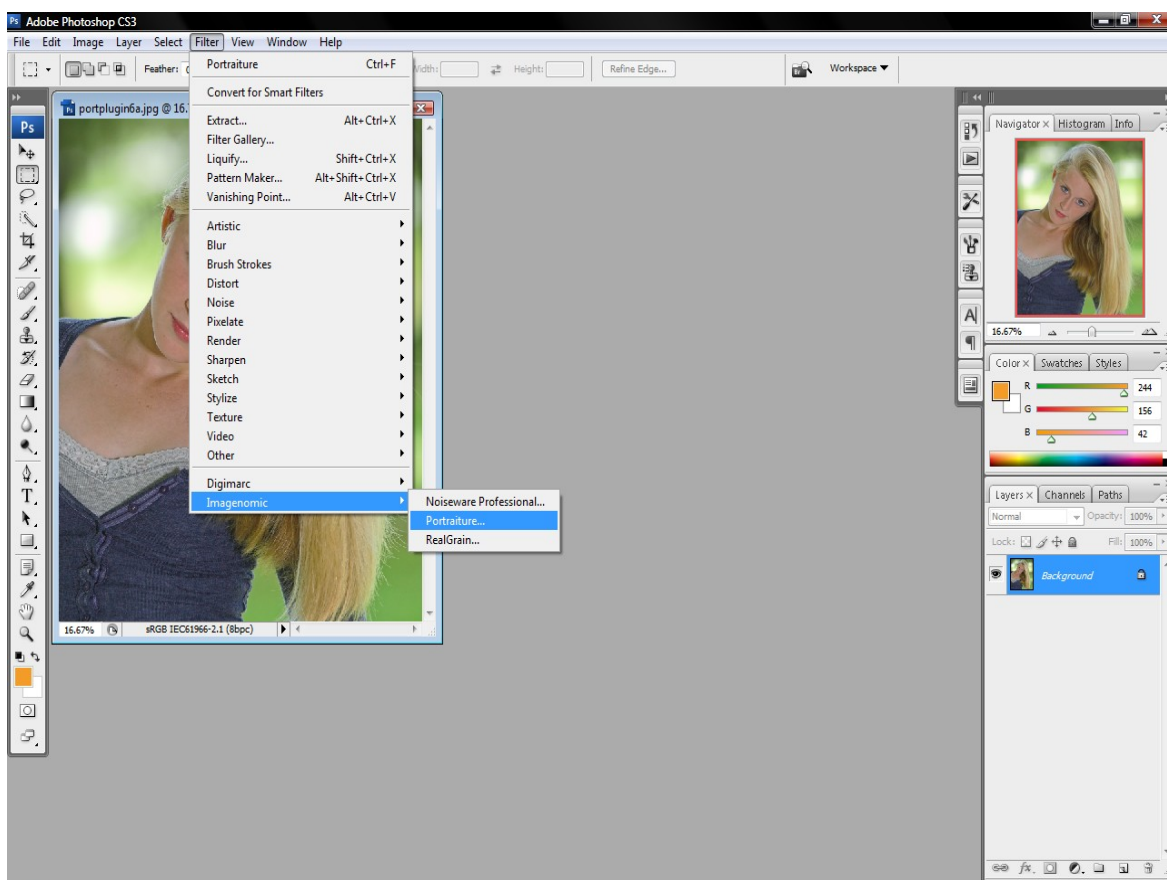 Ps Adobe Photoshop CS3
File Edit Image Layer Select Filter View Window Help
Feather: Width: Height: Refine Edge... Workspace
Portraiture Ctrl+F
Convert for Smart Filters
Extract... Alt+Ctrl+X
Filter Gallery...
Liquify... Shift+Ctrl+X
Pattern Maker... Alt+Shift+Ctrl+X
Vanishing Point... Alt+Ctrl+V
Artistic
Blur
Brush Strokes
Distort
Noise
Pixelate
Render
Sharpen
Sketch
Stylize
Texture
Video
Other
Digimarc
Imagenomic
Noiseware Professional...
Portraiture...
RealGrain...
Ps
portplugin6a.jpg @ 16.
16.67% sRGB IEC61966-2.1 (8bpc)
Navigator x Histogram Info
16.67%
Color x Swatches Styles
R 244
G 156
B 42
Layers x Channels Paths
Normal Opacity: 100%
Lock: Fill: 100%
Background